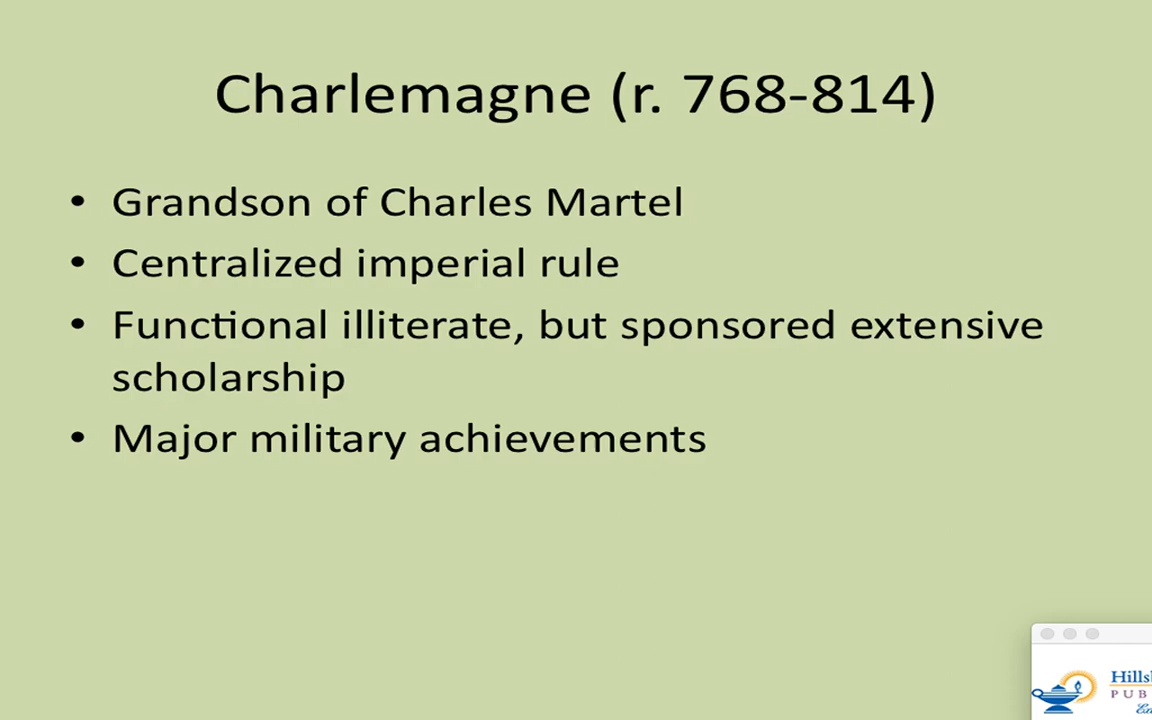 Charlemagne (r. 768-814)
• Grandson of Charles Martel
• Centralized imperial rule
• Functional illiterate, but sponsored extensive
scholarship
• Major military achievements
PUB